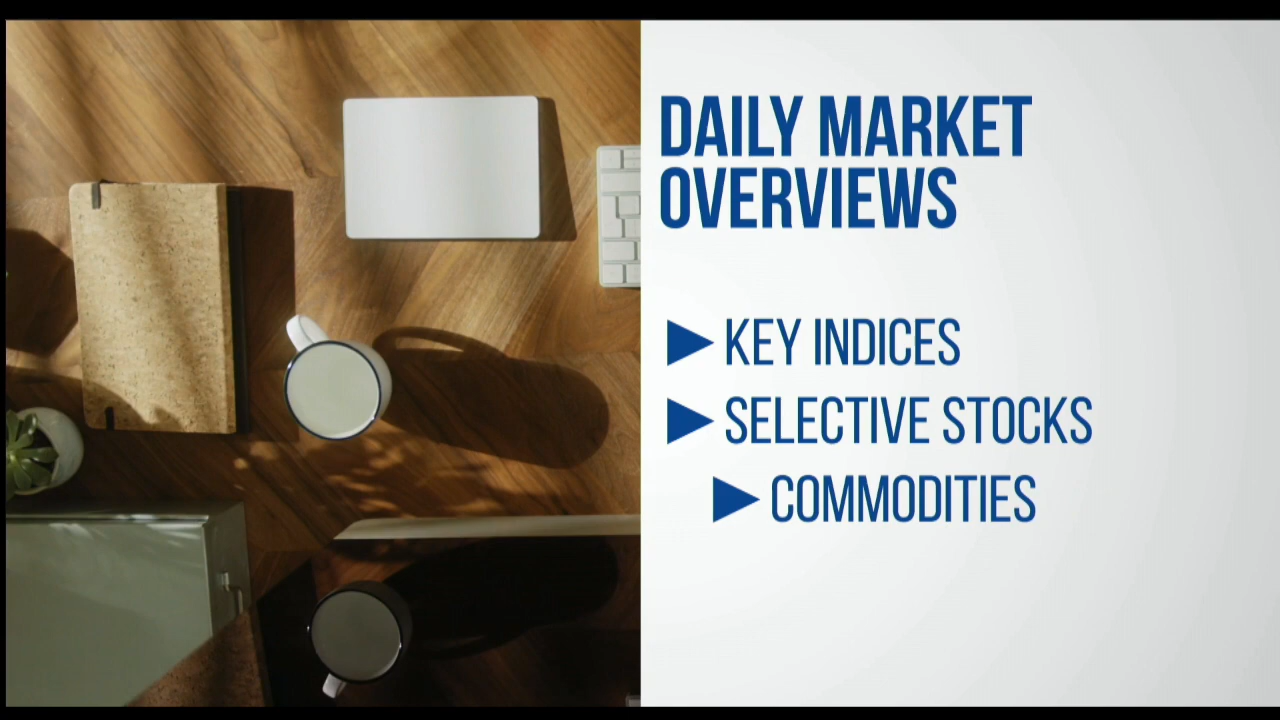 DAILY MARKET
OVERVIEWS
KEY INDICES
SELECTIVE STOCKS
COMMODITIES